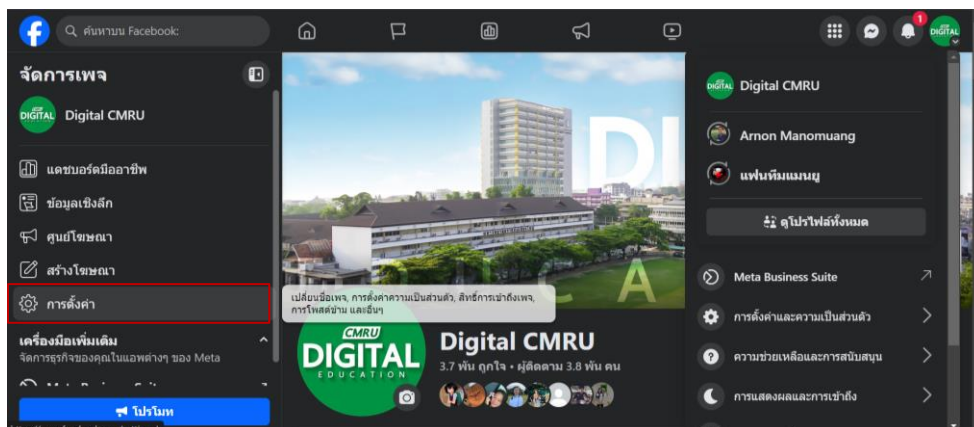 ค้นหาบน Facebook:
1
DIGITAL
จัดการเพจ
DIGITAL
Digital CMRU
แดชบอร์ดมืออาชีพ
ข้อมูลเชิงลึก
ศูนย์โฆษณา
สร้างโฆษณา
การตั้งค่า
เครื่องมือเพิ่มเติม
จัดการธุรกิจของคุณในแอพต่างๆ ของ Meta
Meta Business Suite
โปรโมท
DI
E D U C A
เปลี่ยนชื่อเพจ, การตั้งค่าความเป็นส่วนตัว, สิทธิ์การเข้าถึงเพจ,
การโพสต์ข้าม และอื่นๆ
CMRU
DIGITAL
EDUCATION
Digital CMRU
3.7 พัน ถูกใจ • ผู้ติดตาม 3.8 พัน คน
DIGITAL
Digital CMRU
Arnon Manomuang
แฟนทีมแมนยู
ดูโปรไฟล์ทั้งหมด
Meta Business Suite
การตั้งค่าและความเป็นส่วนตัว
ความช่วยเหลือและการสนับสนุน
การแสดงผลและการเข้าถึง